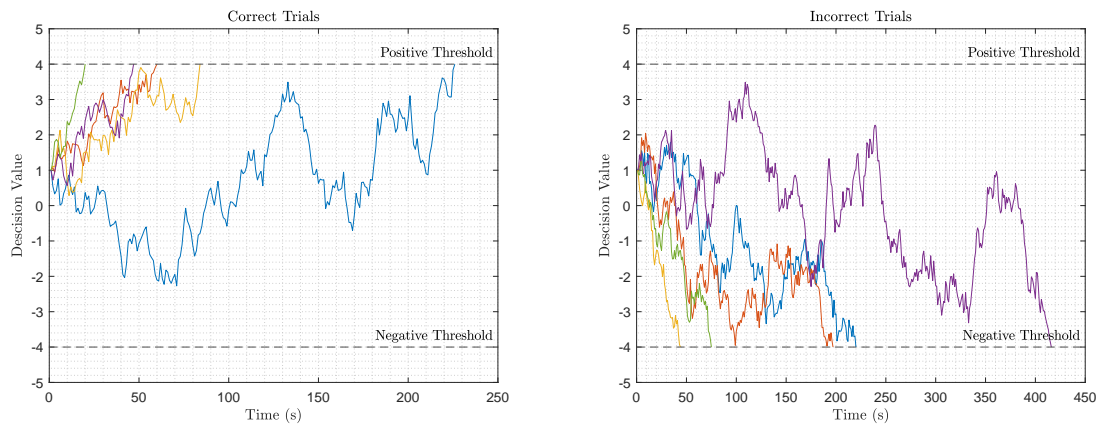 Correct Trials
5
4
3
2
1
0
-1
-2
-3
-4
-5
Descision Value
Positive Threshold
Negative Threshold
0 50 100 150 200 250
Time (s)
Incorrect Trials
5
4
3
2
1
0
-1
-2
-3
-4
-5
Descision Value
Positive Threshold
Negative Threshold
0 50 100 150 200 250 300 350 400 450
Time (s)